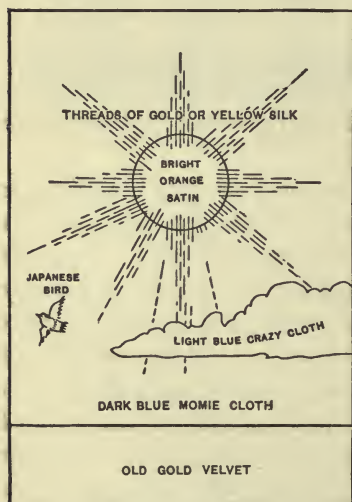 THREADS OF GOLD OR YELLOW SILK
BRIGHT
ORANGE
SATIN
JAPANESE
BIRD
LIGHT BLUE CRAZY CLOTH
DARK BLUE MOMIE CLOTH
OLD GOLD VELVET